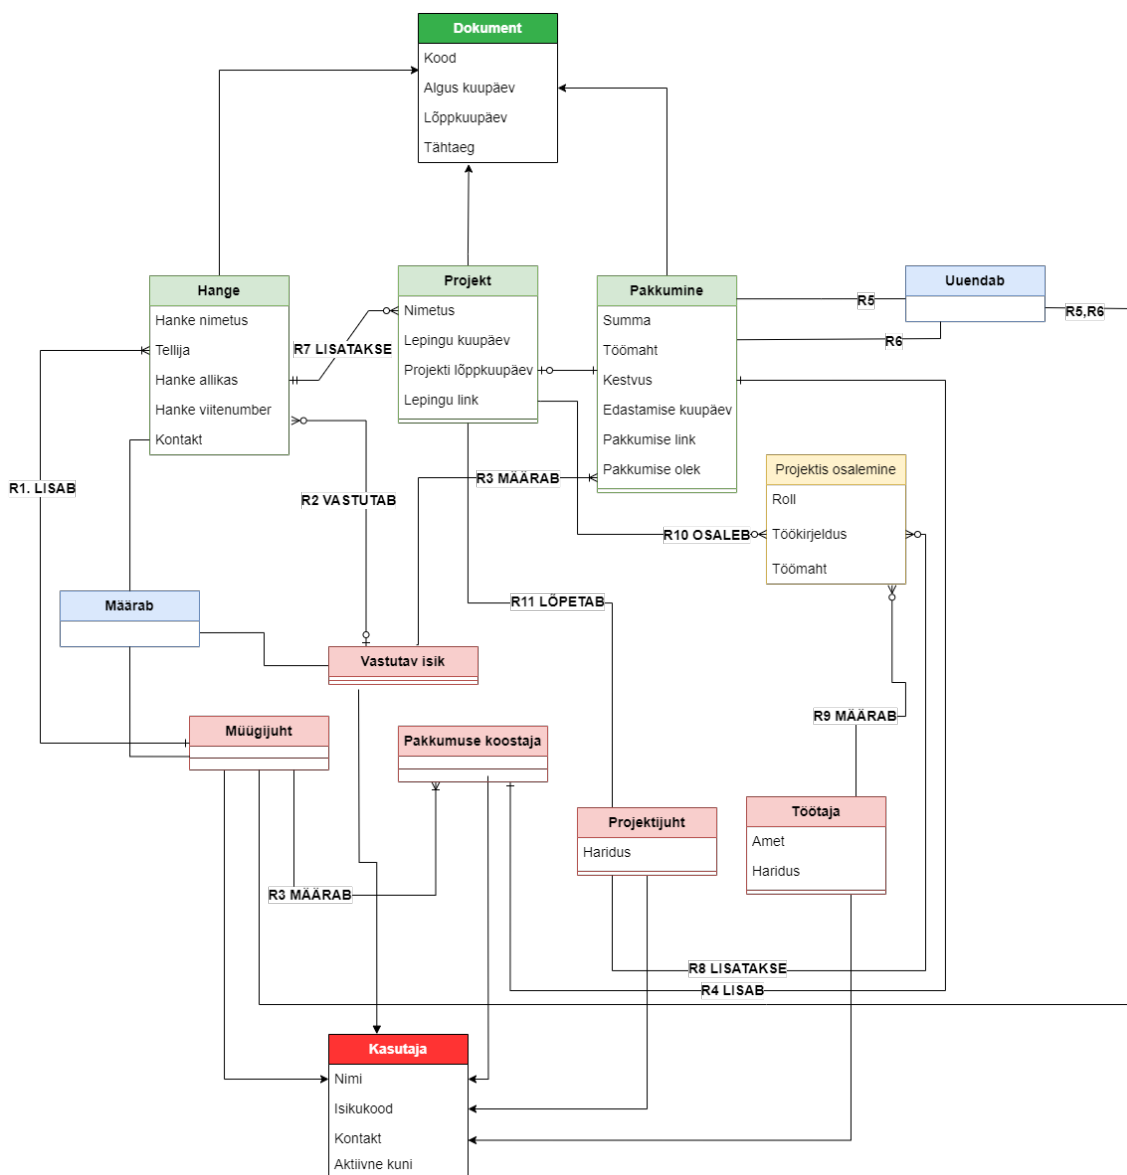 Dokument
Kood
Algus kuupäev
Lõppkuupäev
Tähtaeg
Hange
Hanke nimetus
Tellija
Hanke allikas
Hanke viitenumber
Kontakt
Projekt
Nimetus
Lepingu kuupäev
Projekti lõppkuupäev
Lepingu link
Pakkumine
Summa
Töömaht
Kestvus
Edastamise kuupäev
Pakkumise link
Pakkumise olek
Uuendab
R5
R6
R5,R6
R7 LISATAKSE
R1. LISAB
R2 VASTUTAB
R3 MÄÄRAB
Projektis osalemine
Roll
Töökirjeldus
Töömaht
R10 OSALEB
R11 LÕPETAB
Määrab
Vastutav isik
R9 MÄÄRAB
Müügijuht
Pakkumuse koostaja
Projektijuht
Haridus
Töötaja
Amet
Haridus
R3 MÄÄRAB
R8 LISATAKSE
R4 LISAB
Kasutaja
Nimi
Isikukood
Kontakt
Aktiivne kuni